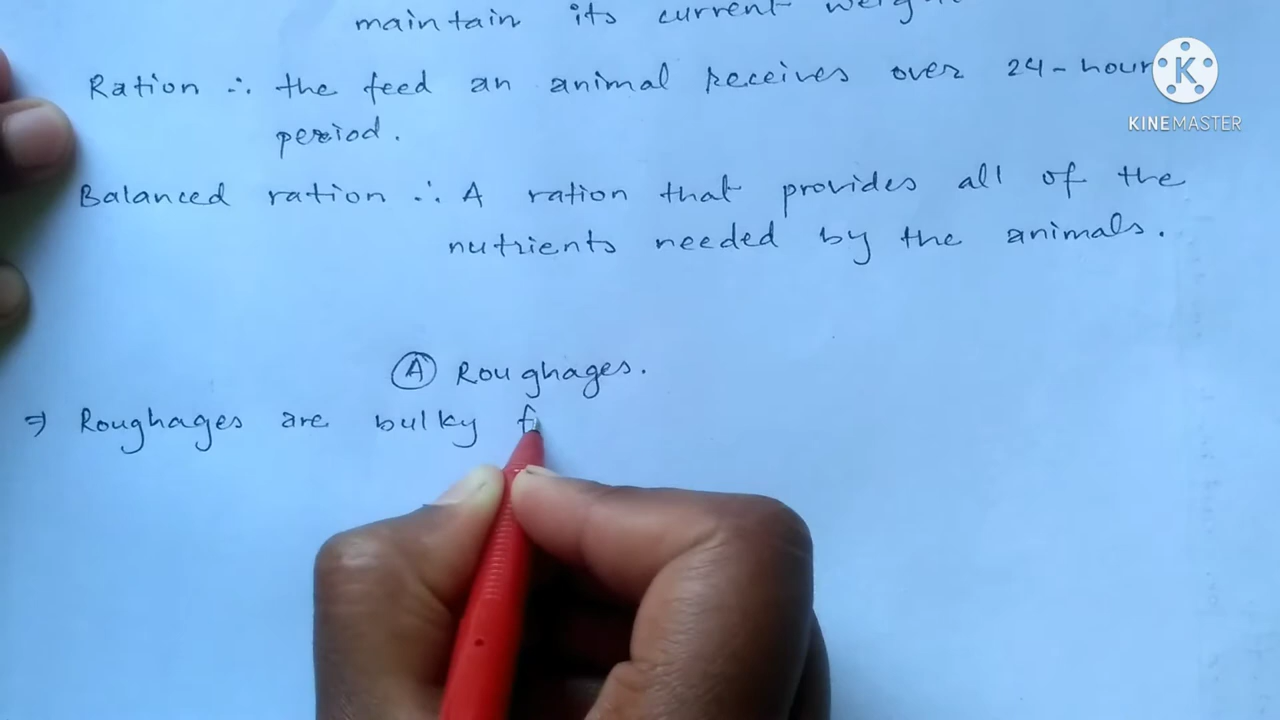 maintain its current weigh
Ration ∴ the feed an animal receives over 24-hour
period.
Balanced ration ∴ A ration that provides all of the
nutrients needed by the animals.
Ⓐ Roughages.
⇒ Roughages are bulky f
K
KINEMASTER